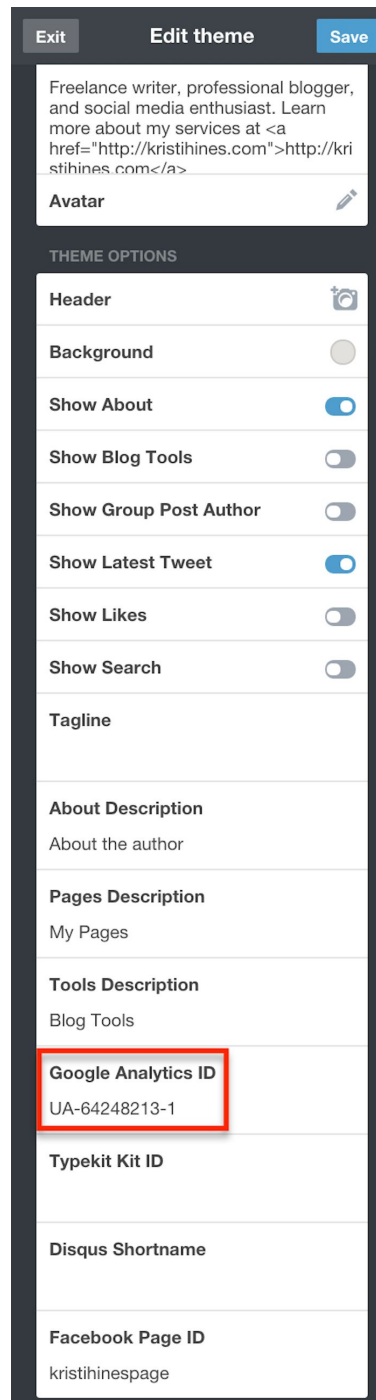 Exit Edit theme Save
Freelance writer, professional blogger,
and social media enthusiast. Learn
more about my services at <a
href="http://kristihines.com">http://kri
stihines.com</a>
Avatar
THEME OPTIONS
Header
Background
Show About
Show Blog Tools
Show Group Post Author
Show Latest Tweet
Show Likes
Show Search
Tagline
About Description
About the author
Pages Description
My Pages
Tools Description
Blog Tools
Google Analytics ID
UA-64248213-1
Typekit Kit ID
Disqus Shortname
Facebook Page ID
kristihinespage